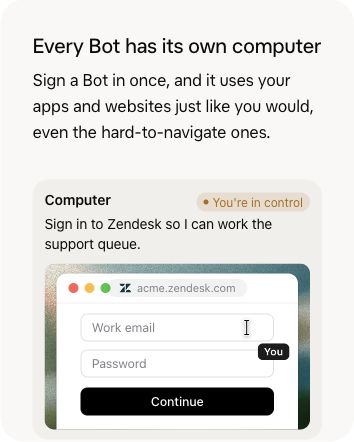 Every Bot has its own computer
Sign a Bot in once, and it uses your
apps and websites just like you would,
even the hard-to-navigate ones.
Computer
You're in control
Sign in to Zendesk so I can work the
support queue.
acme.zendesk.com
Work email
You
Password
Continue